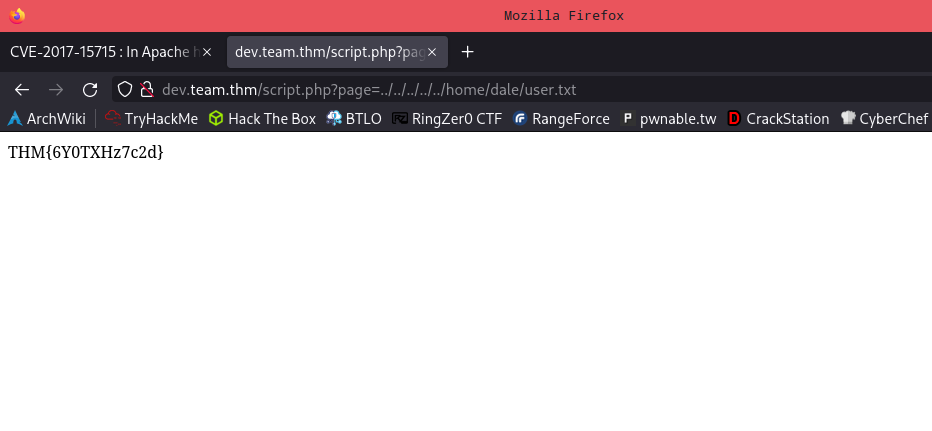 Mozilla Firefox
CVE-2017-15715 : In Apache h
dev.team.thm/script.php?pag
dev.team.thm/script.php?page=../../../../../home/dale/user.txt
ArchWiki TryHackMe Hack The Box BTLO RingZer0 CTF RangeForce P pwnable.tw D CrackStation CyberChef
THM{6Y0TXHz7c2d}